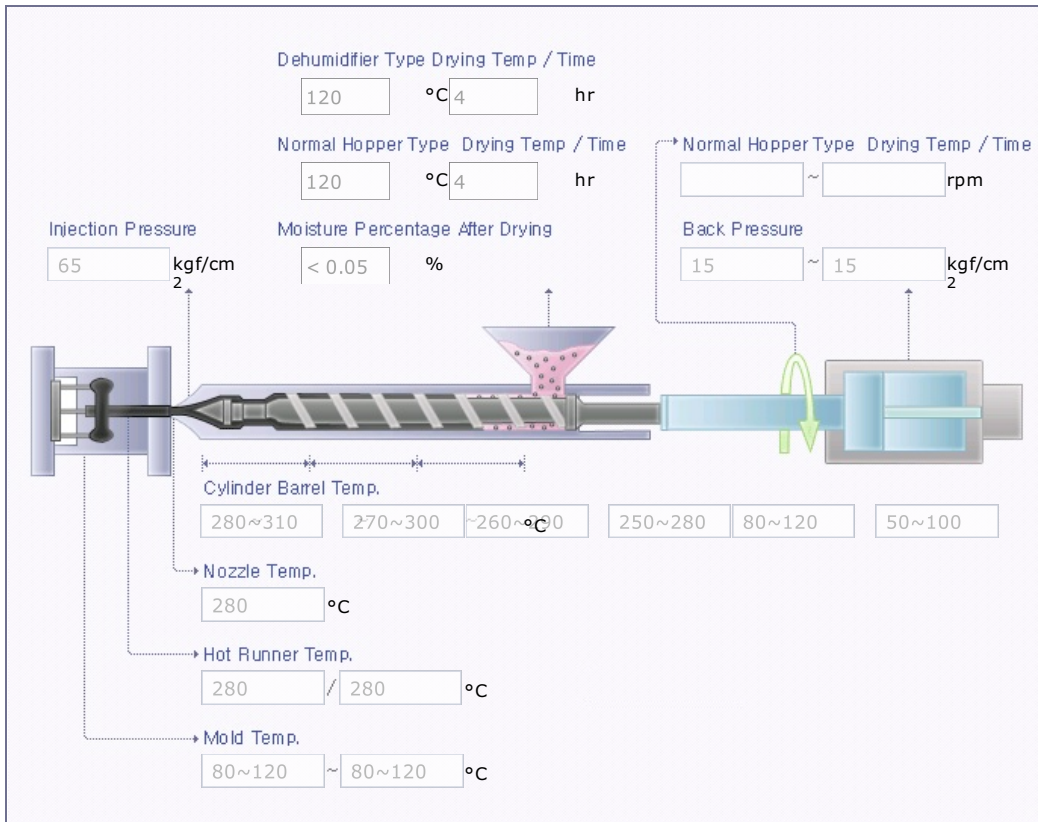 Dehumidifier Type Drying Temp / Time
120 °C 4 hr
Normal Hopper Type Drying Temp / Time
120 °C 4 hr
Normal Hopper Type Drying Temp / Time
~ rpm
Injection Pressure
65 kgf/cm
2
Moisture Percentage After Drying
< 0.05 %
Back Pressure
15 ~ 15 kgf/cm
2
Cylinder Barrel Temp.
280~310 270~300 ~ 260~290 °C 250~280 80~120 50~100
Nozzle Temp.
280 °C
Hot Runner Temp.
280 / 280 °C
Mold Temp.
80~120 ~ 80~120 °C